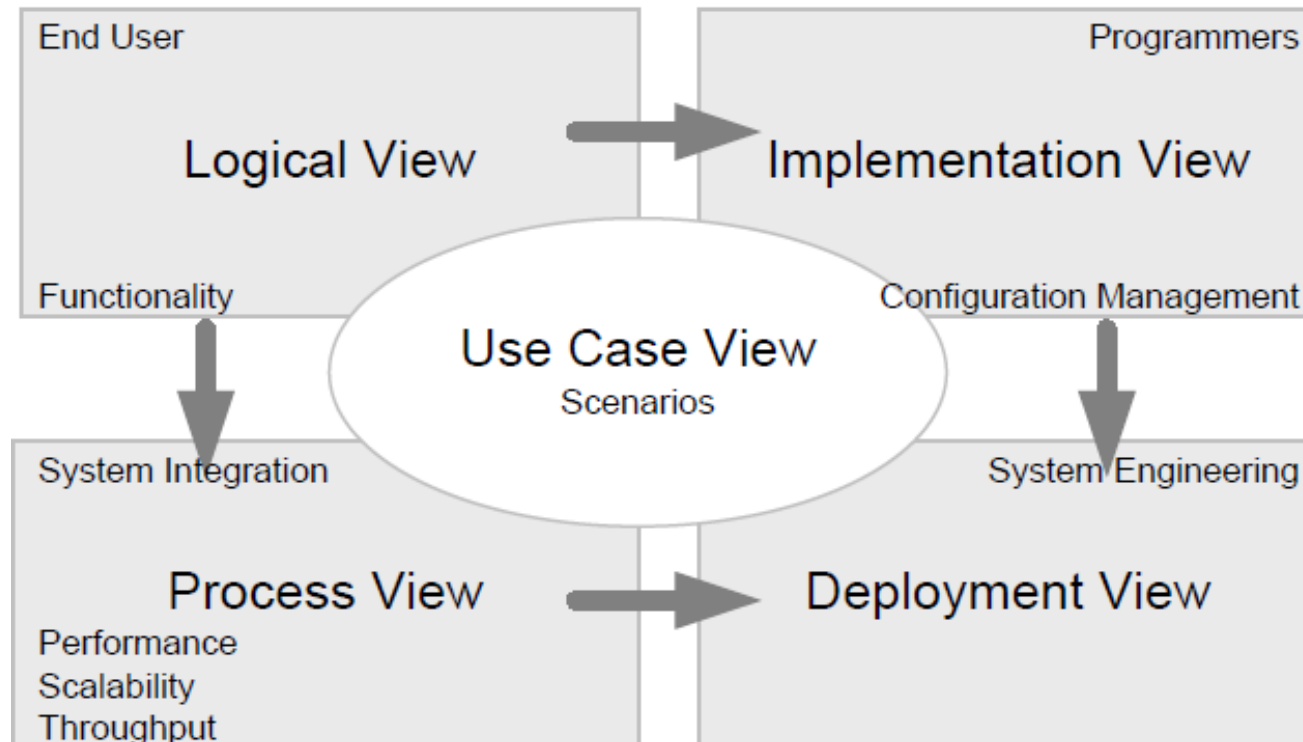 End User
Programmers
Logical View
Implementation View
Functionality
Configuration Management
Use Case View
Scenarios
System Integration
System Engineering
Process View
Deployment View
Performance
Scalability
Throughput